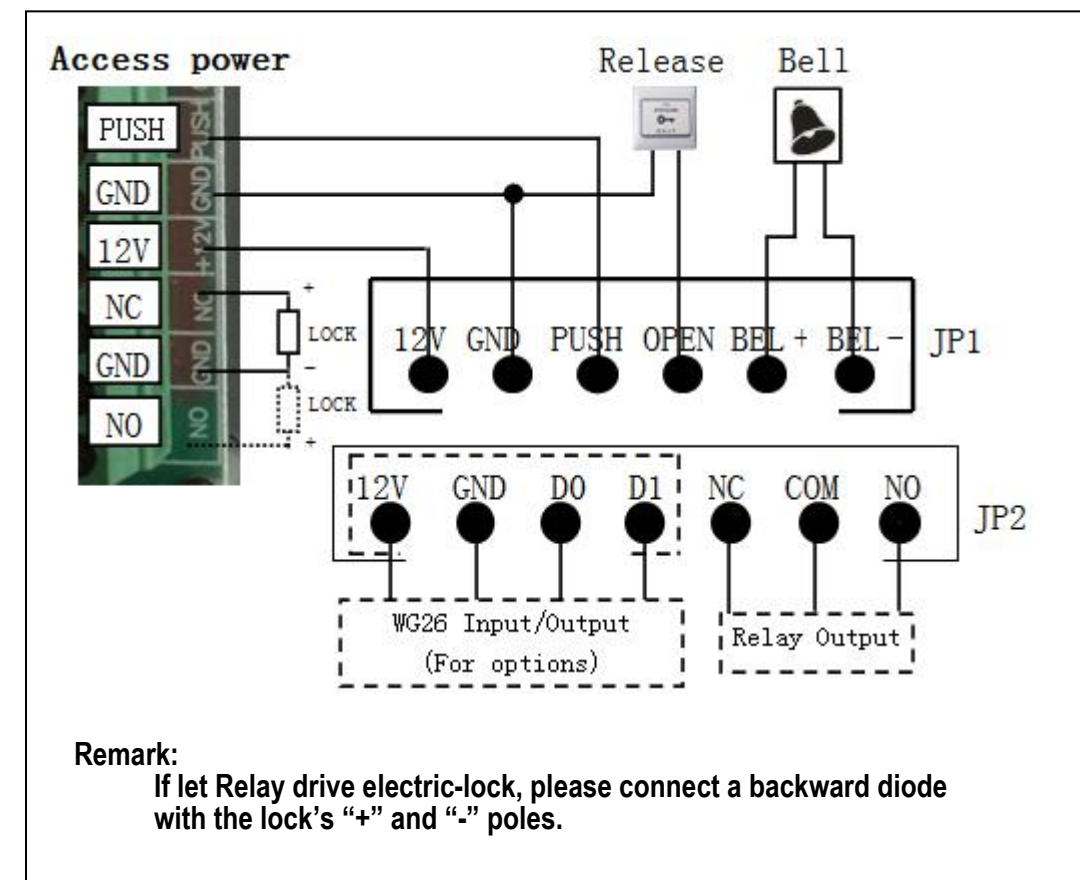 Access power
Release
Bell
PUSH
PUSH
GND
GND
12V
+12V
NC
NC
GND
GND
NO
NO
+
LOCK
-
LOCK
+
12V GND PUSH OPEN BEL+ BEL-
JP1
12V GND D0 D1 NC COM NO
JP2
WG26 Input/Output
(For options)
Relay Output
Remark:
If let Relay drive electric-lock, please connect a backward diode
with the lock’s “+” and “-” poles.